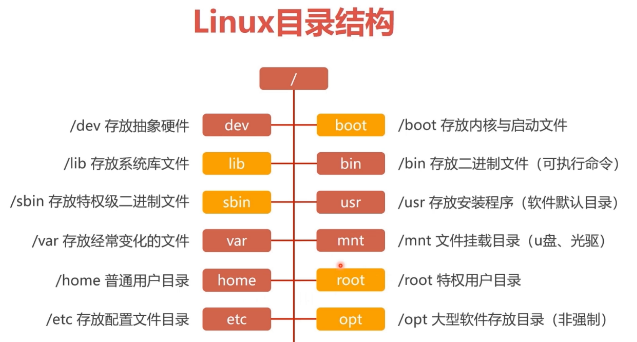 Linux目录结构
/
/dev 存放抽象硬件 dev boot /boot 存放内核与启动文件
/lib 存放系统库文件 lib bin /bin 存放二进制文件（可执行命令）
/sbin 存放特权级二进制文件 sbin usr /usr 存放安装程序（软件默认目录）
/var 存放经常变化的文件 var mnt /mnt 文件挂载目录（u盘、光驱）
/home 普通用户目录 home root /root 特权用户目录
/etc 存放配置文件目录 etc opt /opt 大型软件存放目录（非强制）